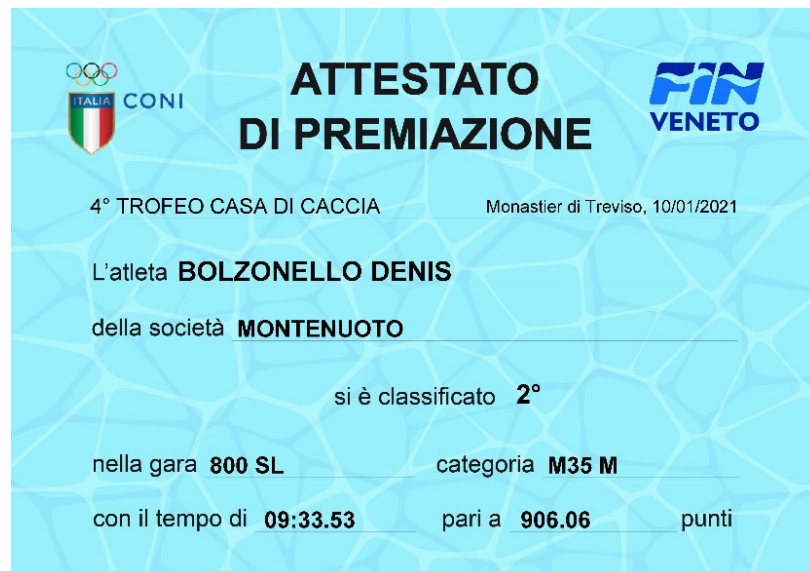 ITALIA CONI
ATTESTATO
DI PREMIAZIONE
FIN
VENETO
4° TROFEO CASA DI CACCIA Monastier di Treviso, 10/01/2021
L'atleta BOLZONELLO DENIS
della società MONTENUOTO
si è classificato 2°
nella gara 800 SL categoria M35 M
con il tempo di 09:33.53 pari a 906.06 punti